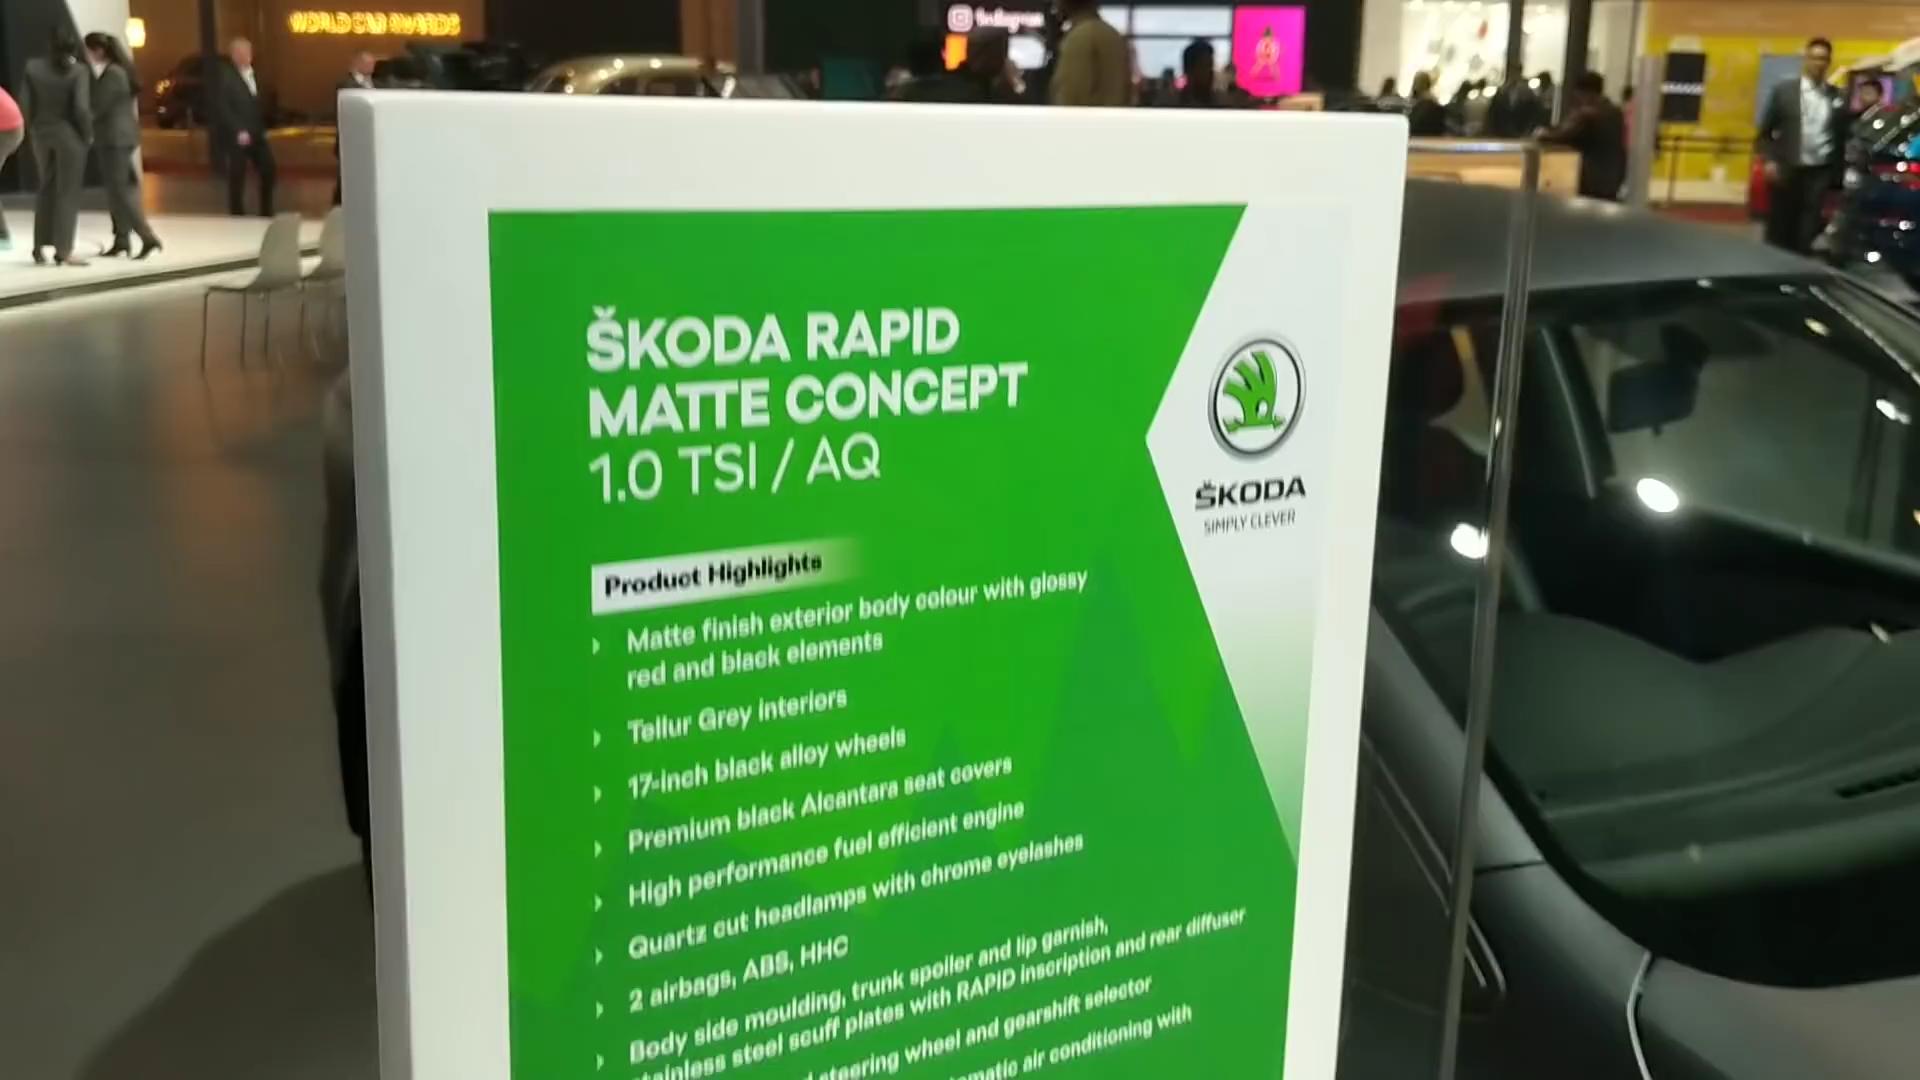 WORLD CAR AWARDS
Instagram
ŠKODA RAPID
MATTE CONCEPT
1.0 TSI / AQ
ŠKODA
SIMPLY CLEVER
Product Highlights
Matte finish exterior body colour with glossy
red and black elements
Tellur Grey interiors
17-inch black alloy wheels
Premium black Alcantara seat covers
High performance fuel efficient engine
Quartz cut headlamps with chrome eyelashes
2 airbags, ABS, HHC
Body side moulding, trunk spoiler and lip garnish,
stainless steel scuff plates with RAPID inscription and rear diffuser
steering wheel and gearshift selector
air conditioning with